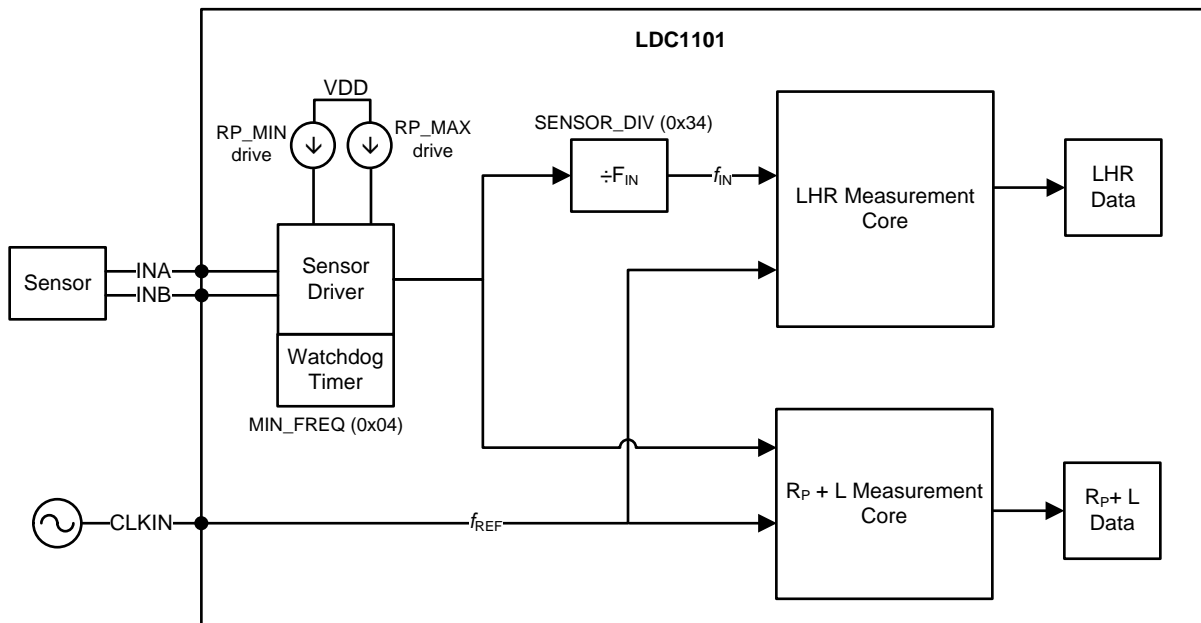 LDC1101
VDD
RP_MIN
drive
RP_MAX
drive
SENSOR_DIV (0x34)
÷FIN
fIN
LHR Measurement
Core
LHR
Data
Sensor
INA
INB
Sensor
Driver
Watchdog
Timer
MIN_FREQ (0x04)
CLKIN
fREF
RP + L Measurement
Core
RP+ L
Data